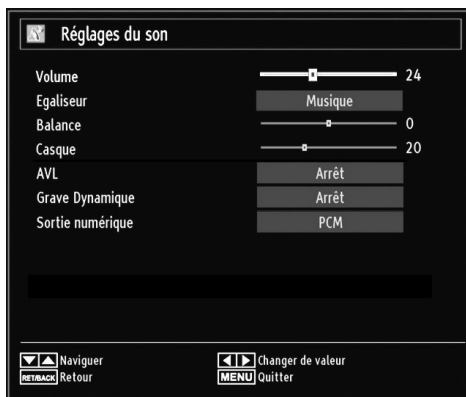 Réglages du son
Volume 24
Egaliseur Musique
Balance 0
Casque 20
AVL Arrêt
Grave Dynamique Arrêt
Sortie numérique PCM
Naviguer Changer de valeur
RET/BACK Retour MENU Quitter